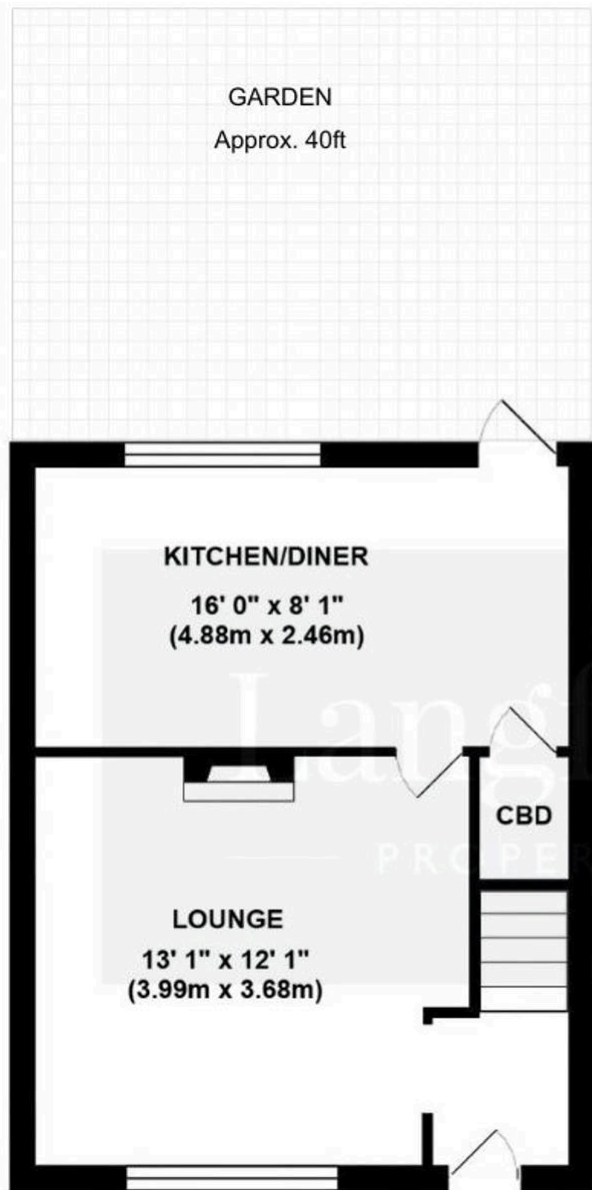 GARDEN
Approx. 40ft
KITCHEN/DINER
16' 0" x 8' 1"
(4.88m x 2.46m)
CBD
LOUNGE
13' 1" x 12' 1"
(3.99m x 3.68m)